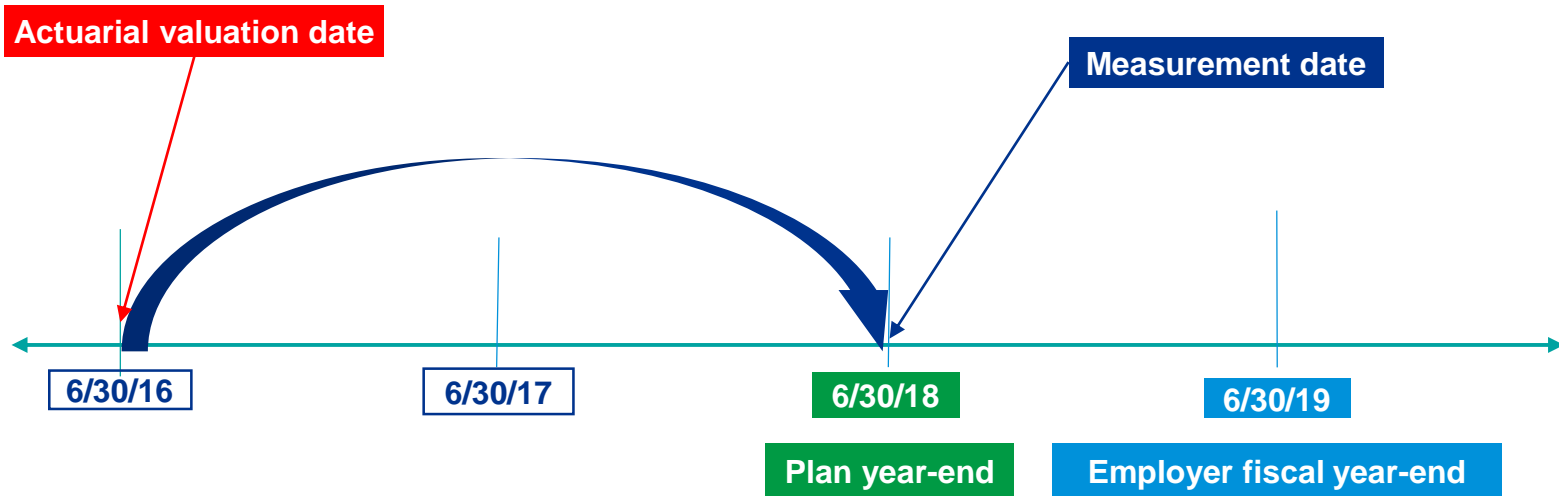 Actuarial valuation date
Measurement date
6/30/16
6/30/17
6/30/18
6/30/19
Plan year-end
Employer fiscal year-end